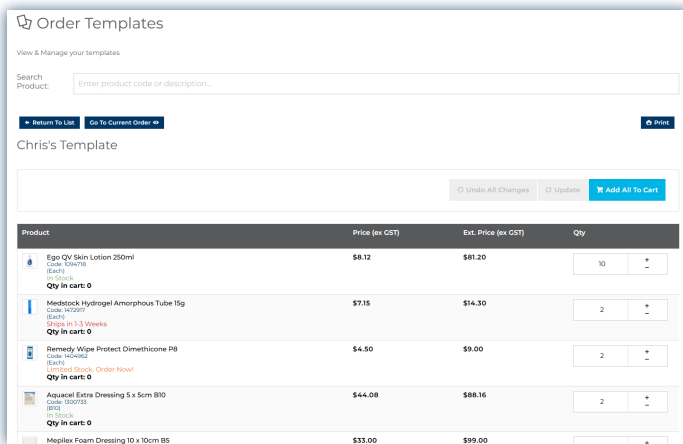 Order Templates
View & Manage your templates
Search
Product:
Enter product code or description...
Return To List
Go To Current Order
Print
Chris's Template
Undo All Changes
Update
Add All To Cart
Product Price (ex GST) Ext. Price (ex GST) Qty
Ego QV Skin Lotion 250ml $8.12 $81.20 10 + −
Code: 1094718
(Each)
In Stock
Qty in cart: 0
Medstock Hydrogel Amorphous Tube 15g $7.15 $14.30 2 + −
Code: 1472917
(Each)
Ships in 1-3 Weeks
Qty in cart: 0
Remedy Wipe Protect Dimethicone P8 $4.50 $9.00 2 + −
Code: 1404962
(Each)
Limited Stock, Order Now!
Qty in cart: 0
Aquacel Extra Dressing 5 x 5cm B10 $44.08 $88.16 2 + −
Code: 1300733
(B10)
In Stock
Qty in cart: 0
Mepilex Foam Dressing 10 x 10cm B5 $33.00 $99.00 +